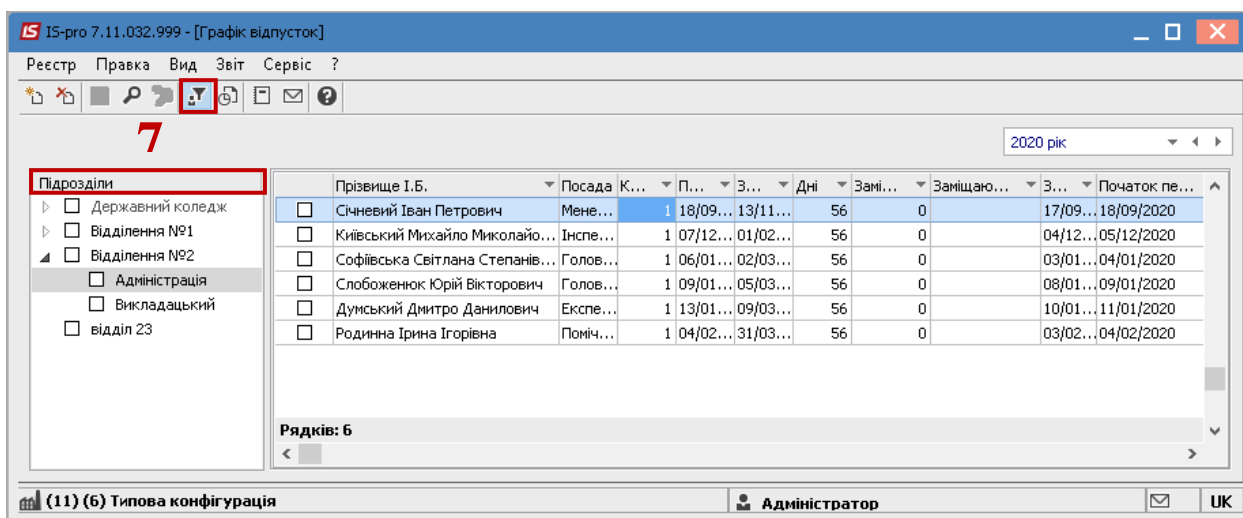 IS-pro 7.11.032.999 - [Графік відпусток]
Реєстр Правка Вид Звіт Сервіс ?
7
2020 рік
Підрозділи
Державний коледж
Відділення №1
Відділення №2
Адміністрація
Викладацький
відділ 23
Прізвище І.Б. Посада К... П... З... Дні Замі... Заміщаю... З... Початок пе...
Січневий Іван Петрович Мене... 1 18/09... 13/11... 56 0 17/09... 18/09/2020
Київський Михайло Миколайо... Інспе... 1 07/12... 01/02... 56 0 04/12... 05/12/2020
Софіївська Світлана Степанів... Голов... 1 06/01... 02/03... 56 0 03/01... 04/01/2020
Слобоженюк Юрій Вікторович Голов... 1 09/01... 05/03... 56 0 08/01... 09/01/2020
Думський Дмитро Данилович Експе... 1 13/01... 09/03... 56 0 10/01... 11/01/2020
Родинна Ірина Ігорівна Поміч... 1 04/02... 31/03... 56 0 03/02... 04/02/2020
Рядків: 6
(11) (6) Типова конфігурація Адміністратор UK